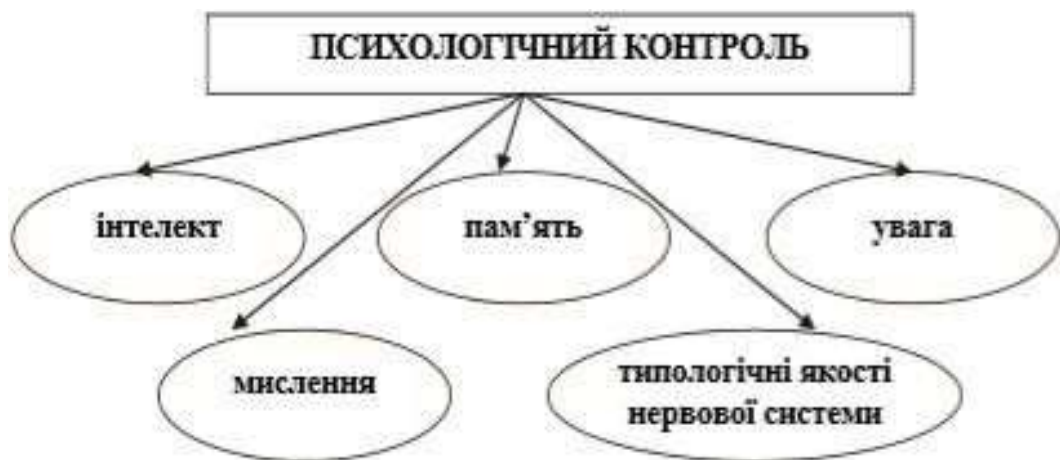 ПСИХОЛОГІЧНИЙ КОНТРОЛЬ
інтелект
пам’ять
увага
мислення
типологічні якості
нервової системи